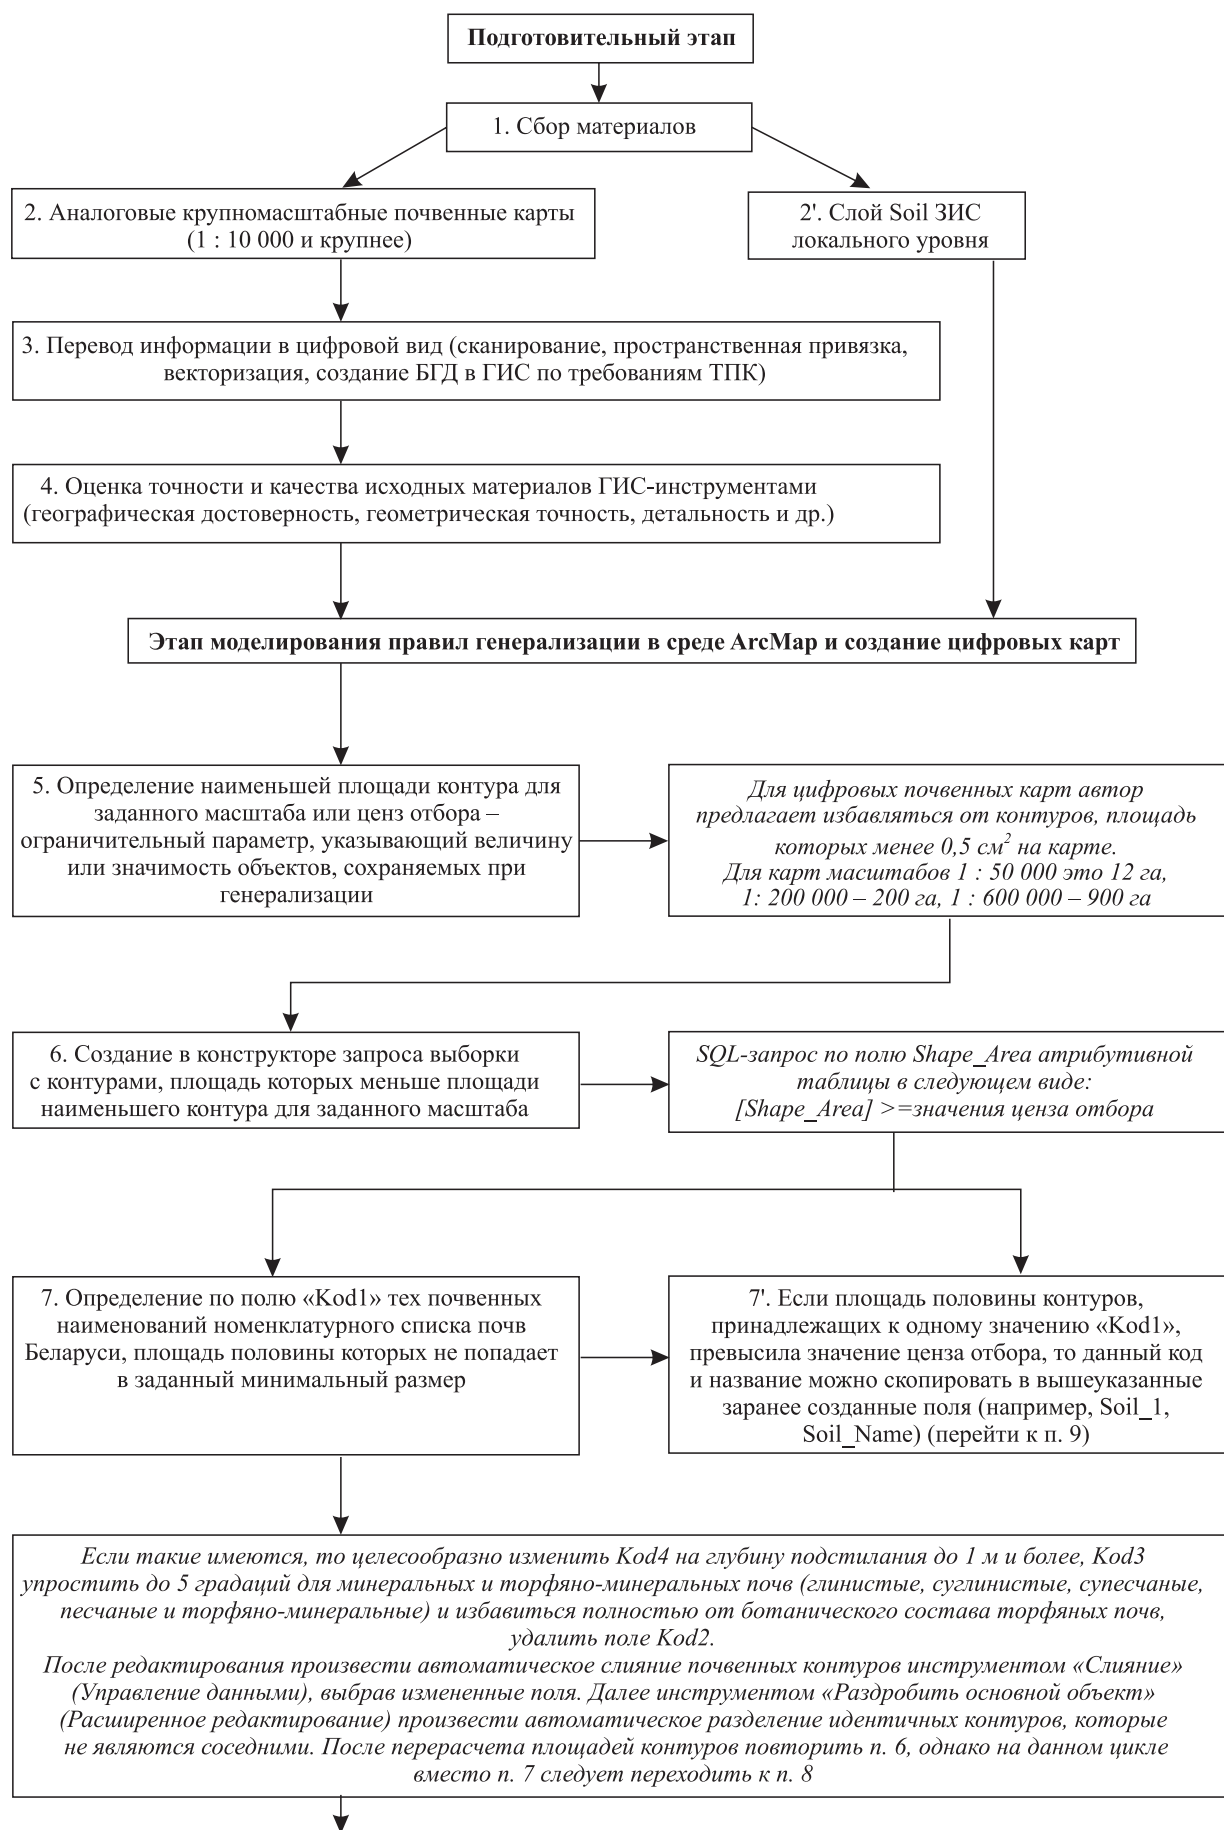 Подготовительный этап
1. Сбор материалов
2. Аналоговые крупномасштабные почвенные карты
(1 : 10 000 и крупнее)
2'. Слой Soil ЗИС
локального уровня
3. Перевод информации в цифровой вид (сканирование, пространственная привязка,
векторизация, создание БГД в ГИС по требованиям ТПК)
4. Оценка точности и качества исходных материалов ГИС-инструментами
(географическая достоверность, геометрическая точность, детальность и др.)
Этап моделирования правил генерализации в среде ArcMap и создание цифровых карт
5. Определение наименьшей площади контура для
заданного масштаба или ценз отбора –
ограничительный параметр, указывающий величину
или значимость объектов, сохраняемых при
генерализации
Для цифровых почвенных карт автор
предлагает избавляться от контуров, площадь
которых менее 0,5 см² на карте.
Для карт масштабов 1 : 50 000 это 12 га,
1: 200 000 – 200 га, 1 : 600 000 – 900 га
6. Создание в конструкторе запроса выборки
с контурами, площадь которых меньше площади
наименьшего контура для заданного масштаба
SQL-запрос по полю Shape_Area атрибутивной
таблицы в следующем виде:
[Shape_Area] >=значения ценза отбора
7. Определение по полю «Kod1» тех почвенных
наименований номенклатурного списка почв
Беларуси, площадь половины которых не попадает
в заданный минимальный размер
7'. Если площадь половины контуров,
принадлежащих к одному значению «Kod1»,
превысила значение ценза отбора, то данный код
и название можно скопировать в вышеуказанные
заранее созданные поля (например, Soil_1,
Soil_Name) (перейти к п. 9)
Если такие имеются, то целесообразно изменить Kod4 на глубину подстилания до 1 м и более, Kod3
упростить до 5 градаций для минеральных и торфяно-минеральных почв (глинистые, суглинистые, супесчаные,
песчаные и торфяно-минеральные) и избавиться полностью от ботанического состава торфяных почв,
удалить поле Kod2.
После редактирования произвести автоматическое слияние почвенных контуров инструментом «Слияние»
(Управление данными), выбрав измененные поля. Далее инструментом «Раздробить основной объект»
(Расширенное редактирование) произвести автоматическое разделение идентичных контуров, которые
не являются соседними. После перерасчета площадей контуров повторить п. 6, однако на данном цикле
вместо п. 7 следует переходить к п. 8